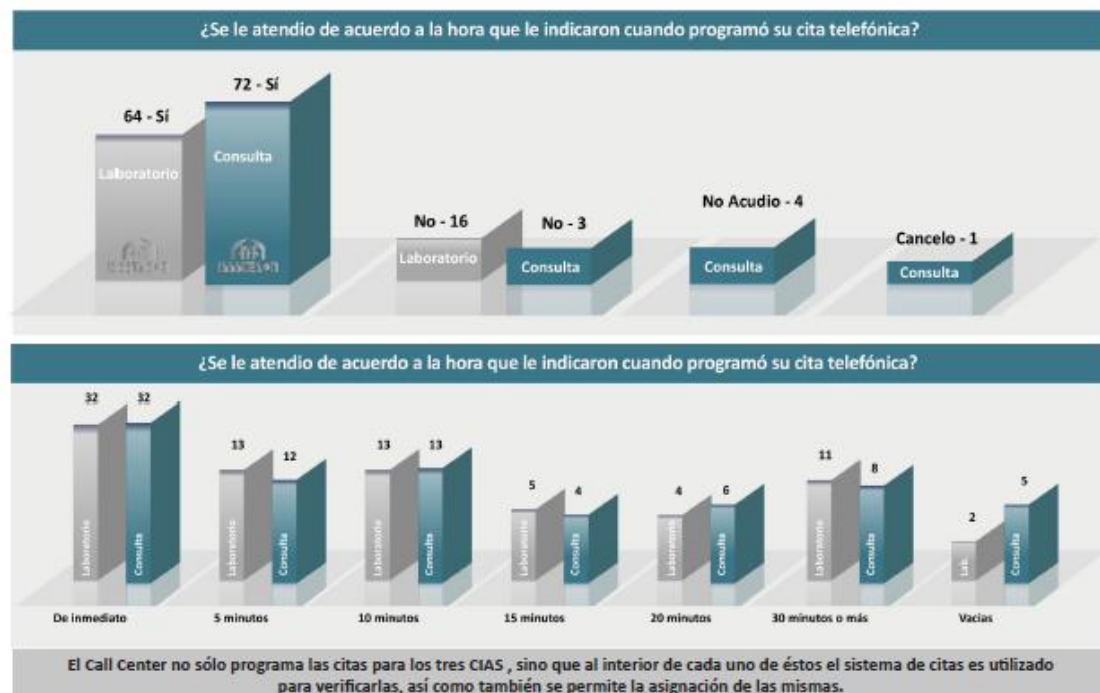 ¿Se le atendio de acuerdo a la hora que le indicaron cuando programó su cita telefónica?
64 - Sí
72 - Sí
Laboratorio
Consulta
No - 16
No - 3
No Acudio - 4
Cancelo - 1
Laboratorio
Consulta
Consulta
Consulta
¿Se le atendio de acuerdo a la hora que le indicaron cuando programó su cita telefónica?
32 32
13 12
13 13
5 4
4 6
11 8
2 5
Laboratorio Consulta
Laboratorio Consulta
Laboratorio Consulta
Laboratorio Consulta
Laboratorio Consulta
Laboratorio Consulta
Lab. Consulta
De inmediato 5 minutos 10 minutos 15 minutos 20 minutos 30 minutos o más Vacias
El Call Center no sólo programa las citas para los tres CIAS , sino que al interior de cada uno de éstos el sistema de citas es utilizado
para verificarlas, así como también se permite la asignación de las mismas.